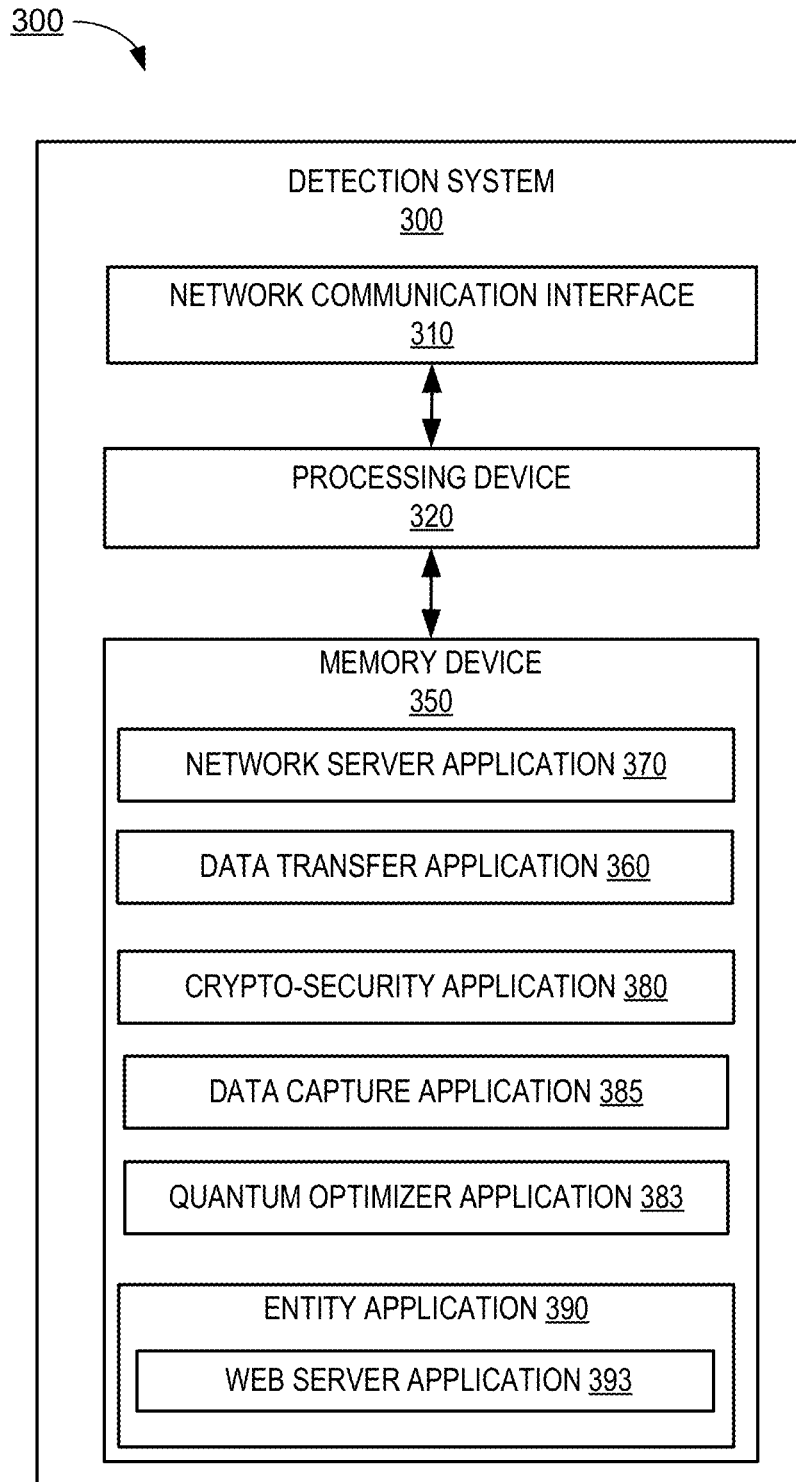 300
DETECTION SYSTEM
300
NETWORK COMMUNICATION INTERFACE
310
PROCESSING DEVICE
320
MEMORY DEVICE
350
NETWORK SERVER APPLICATION 370
DATA TRANSFER APPLICATION 360
CRYPTO-SECURITY APPLICATION 380
DATA CAPTURE APPLICATION 385
QUANTUM OPTIMIZER APPLICATION 383
ENTITY APPLICATION 390
WEB SERVER APPLICATION 393